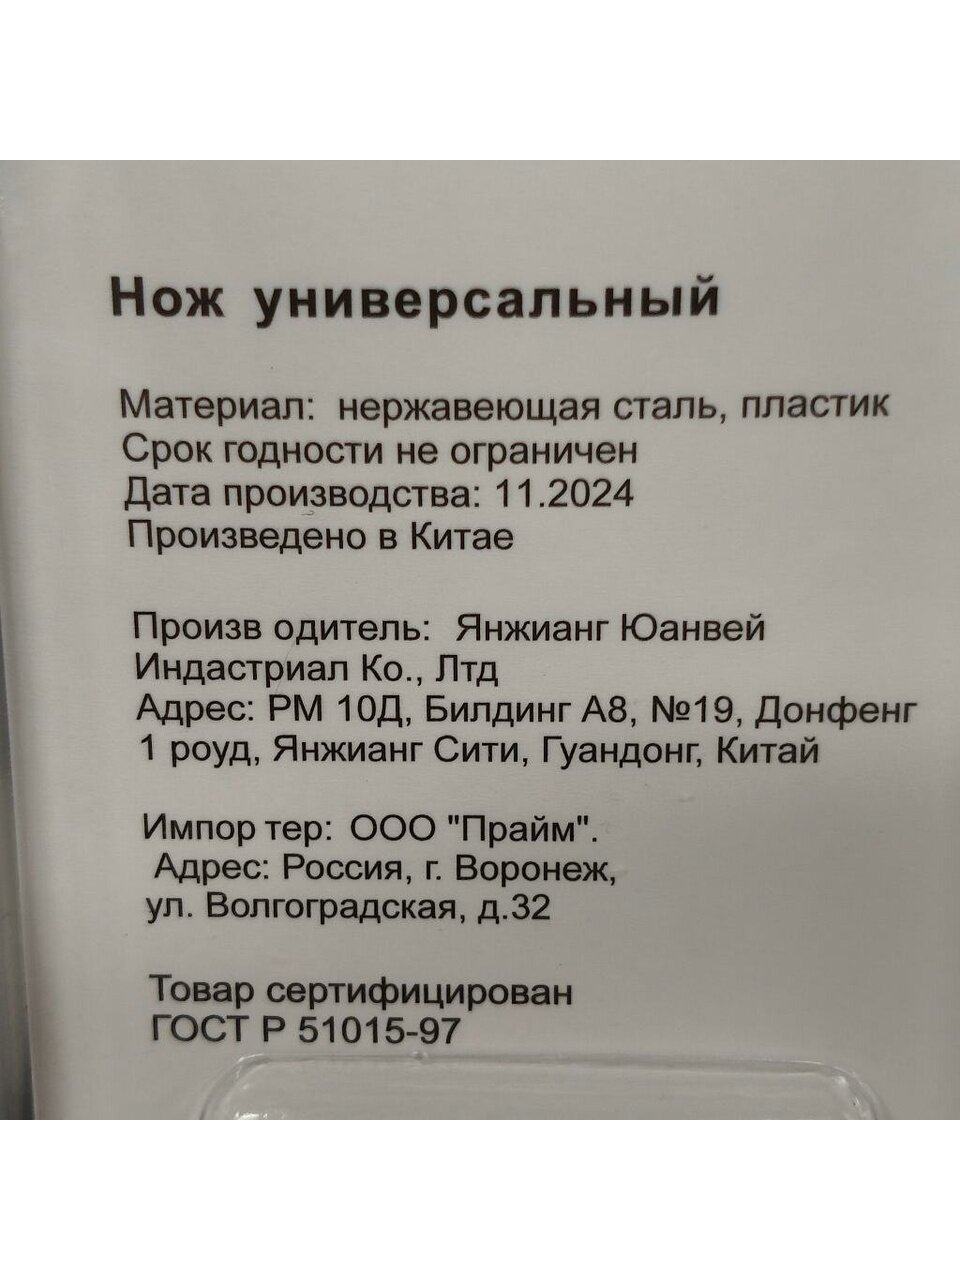 Нож универсальный
Материал: нержавеющая сталь, пластик
Срок годности не ограничен
Дата производства: 11.2024
Произведено в Китае
Произв одитель: Янжианг Юанвей
Индастриал Ко., Лтд
Адрес: РМ 10Д, Билдинг А8, №19, Донфенг
1 роуд, Янжианг Сити, Гуандонг, Китай
Импор тер: ООО "Прайм".
Адрес: Россия, г. Воронеж,
ул. Волгоградская, д.32
Товар сертифицирован
ГОСТ Р 51015-97